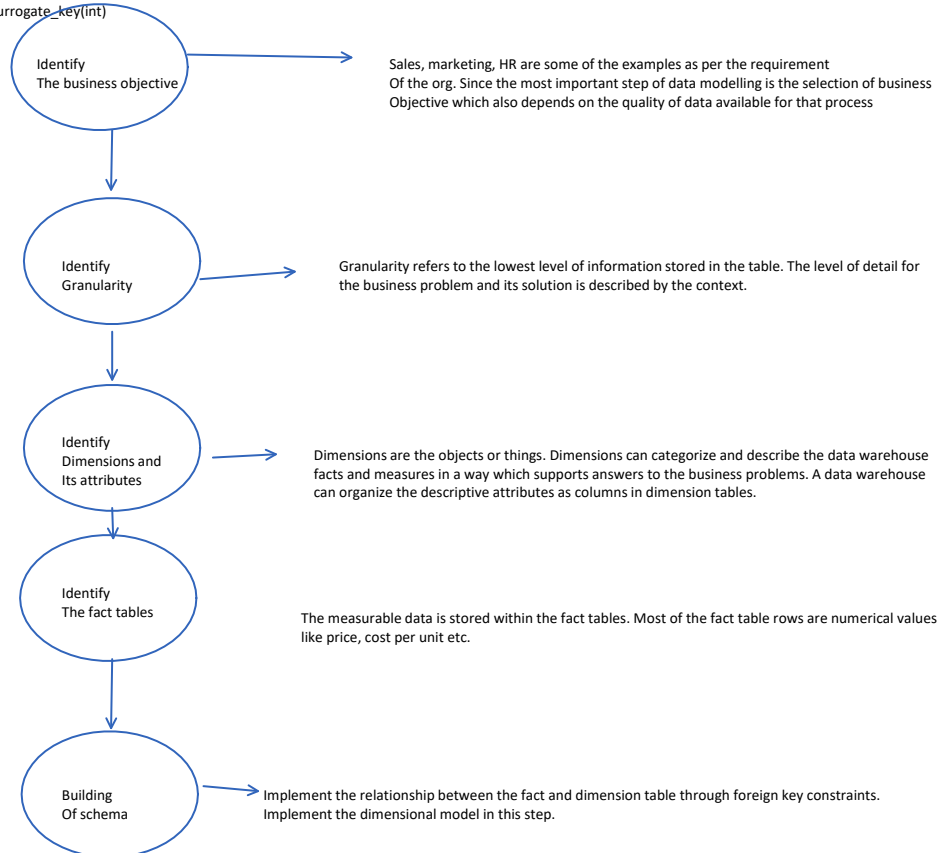 urrogate_key(int)
Identify
The business objective
Sales, marketing, HR are some of the examples as per the requirement
Of the org. Since the most important step of data modelling is the selection of business
Objective which also depends on the quality of data available for that process
Identify
Granularity
Granularity refers to the lowest level of information stored in the table. The level of detail for
the business problem and its solution is described by the context.
Identify
Dimensions and
Its attributes
Dimensions are the objects or things. Dimensions can categorize and describe the data warehouse
facts and measures in a way which supports answers to the business problems. A data warehouse
can organize the descriptive attributes as columns in dimension tables.
Identify
The fact tables
The measurable data is stored within the fact tables. Most of the fact table rows are numerical values
like price, cost per unit etc.
Building
Of schema
Implement the relationship between the fact and dimension table through foreign key constraints.
Implement the dimensional model in this step.